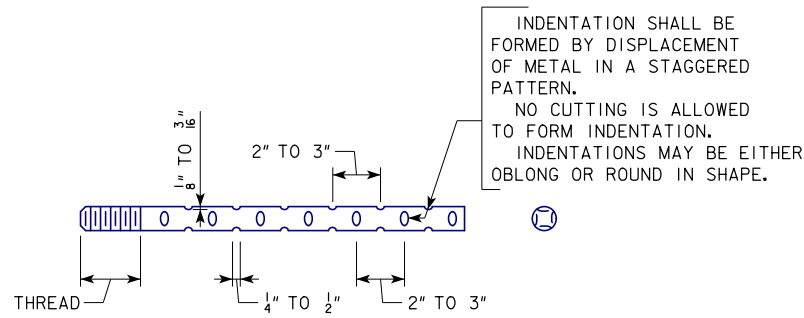 INDENTATION SHALL BE
FORMED BY DISPLACEMENT
OF METAL IN A STAGGERED
PATTERN.
NO CUTTING IS ALLOWED
TO FORM INDENTATION.
INDENTATIONS MAY BE EITHER
OBLONG OR ROUND IN SHAPE.
1/8" TO 3/16"
2" TO 3"
THREAD
1/4" TO 1/2"
2" TO 3"